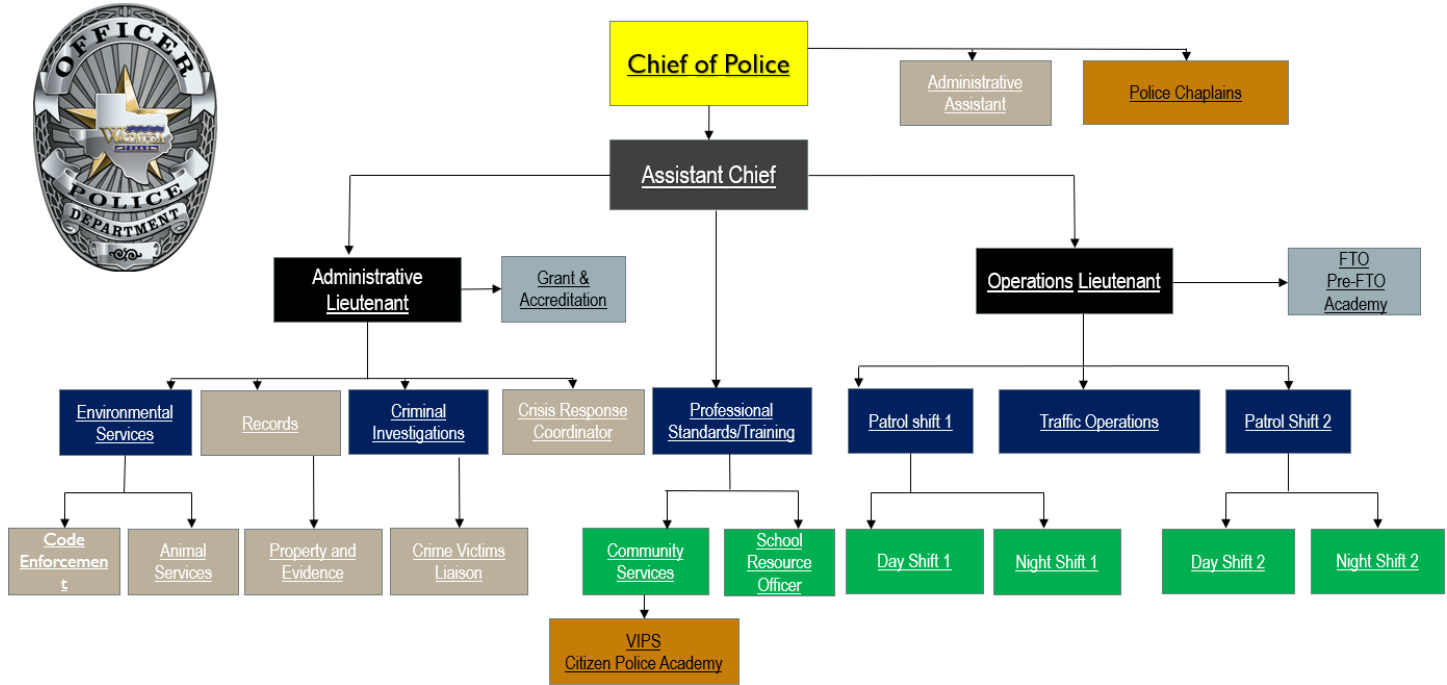 OFFICER
WATAUGA
TEXAS
POLICE
DEPARTMENT
Chief of Police
Administrative
Assistant
Police Chaplains
Assistant Chief
Administrative
Lieutenant
Grant &
Accreditation
Operations Lieutenant
FTO
Pre-FTO
Academy
Environmental
Services
Records
Criminal
Investigations
Crisis Response
Coordinator
Professional
Standards/Training
Patrol shift 1
Traffic Operations
Patrol Shift 2
Code
Enforcemen
t
Animal
Services
Property and
Evidence
Crime Victims
Liaison
Community
Services
School
Resource
Officer
Day Shift 1
Night Shift 1
Day Shift 2
Night Shift 2
VIPS
Citizen Police Academy